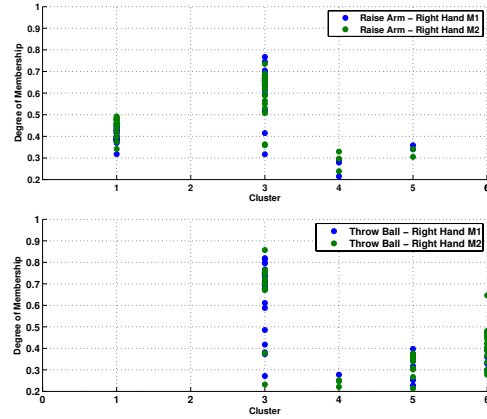 1
0.9
0.8
0.7
0.6
0.5
0.4
0.3
0.2
Degree of Membership
Raise Arm − Right Hand M1
Raise Arm − Right Hand M2
1 2 3 4 5 6
Cluster
1
0.9
0.8
0.7
0.6
0.5
0.4
0.3
0.2
Degree of Membership
Throw Ball − Right Hand M1
Throw Ball − Right Hand M2
0 1 2 3 4 5 6
Cluster